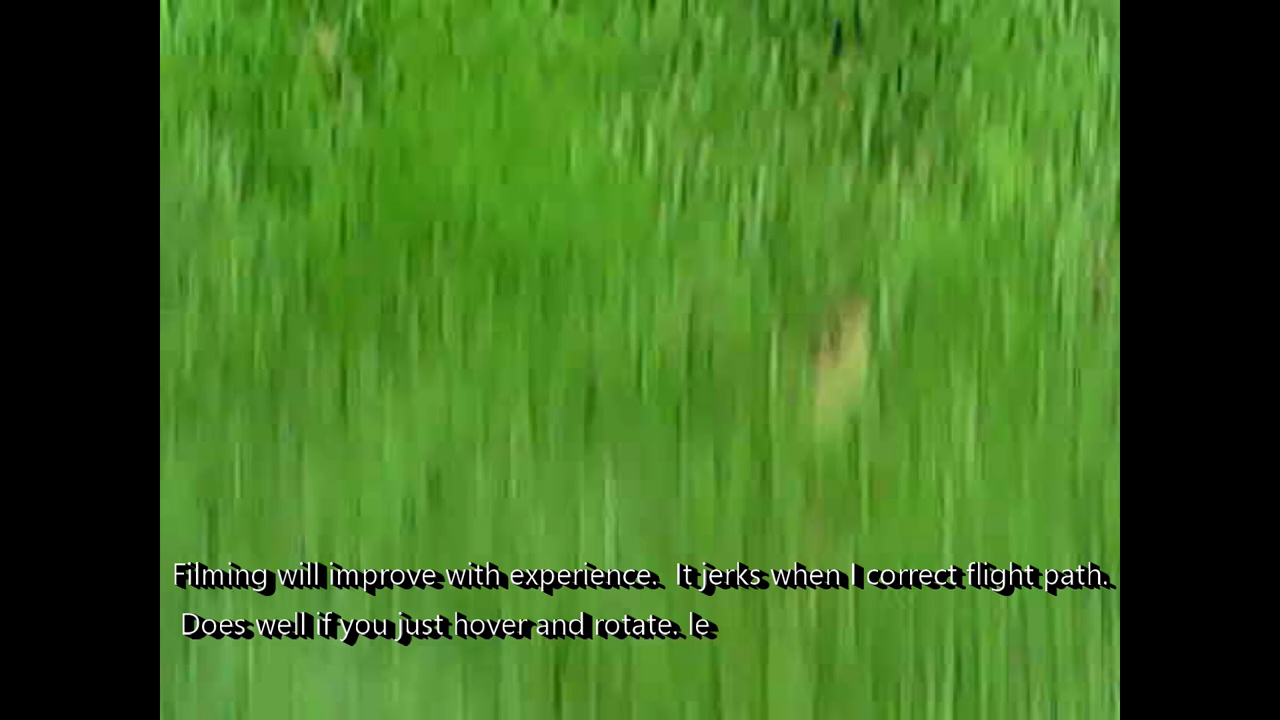 Filming will improve with experience.  It jerks when I correct flight path.
Does well if you just hover and rotate. le